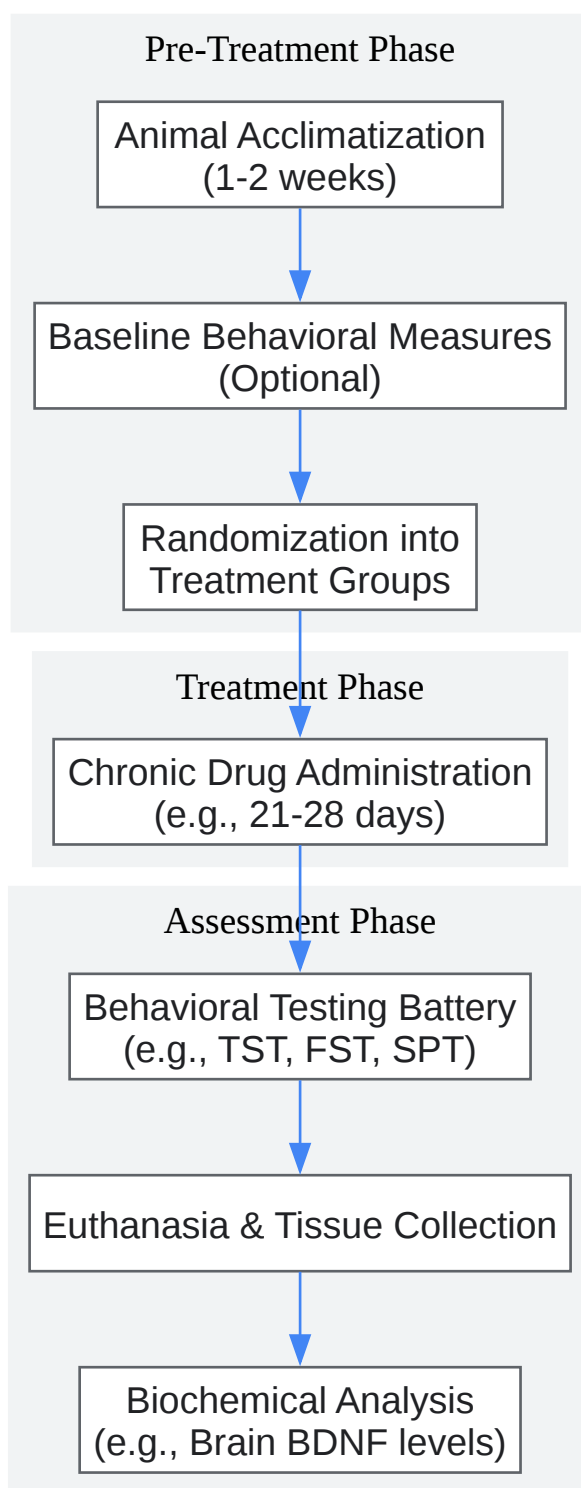 Pre-Treatment Phase
Animal Acclimatization
(1-2 weeks)
Baseline Behavioral Measures
(Optional)
Randomization into
Treatment Groups
Treatment Phase
Chronic Drug Administration
(e.g., 21-28 days)
Assessment Phase
Behavioral Testing Battery
(e.g., TST, FST, SPT)
Euthanasia & Tissue Collection
Biochemical Analysis
(e.g., Brain BDNF levels)